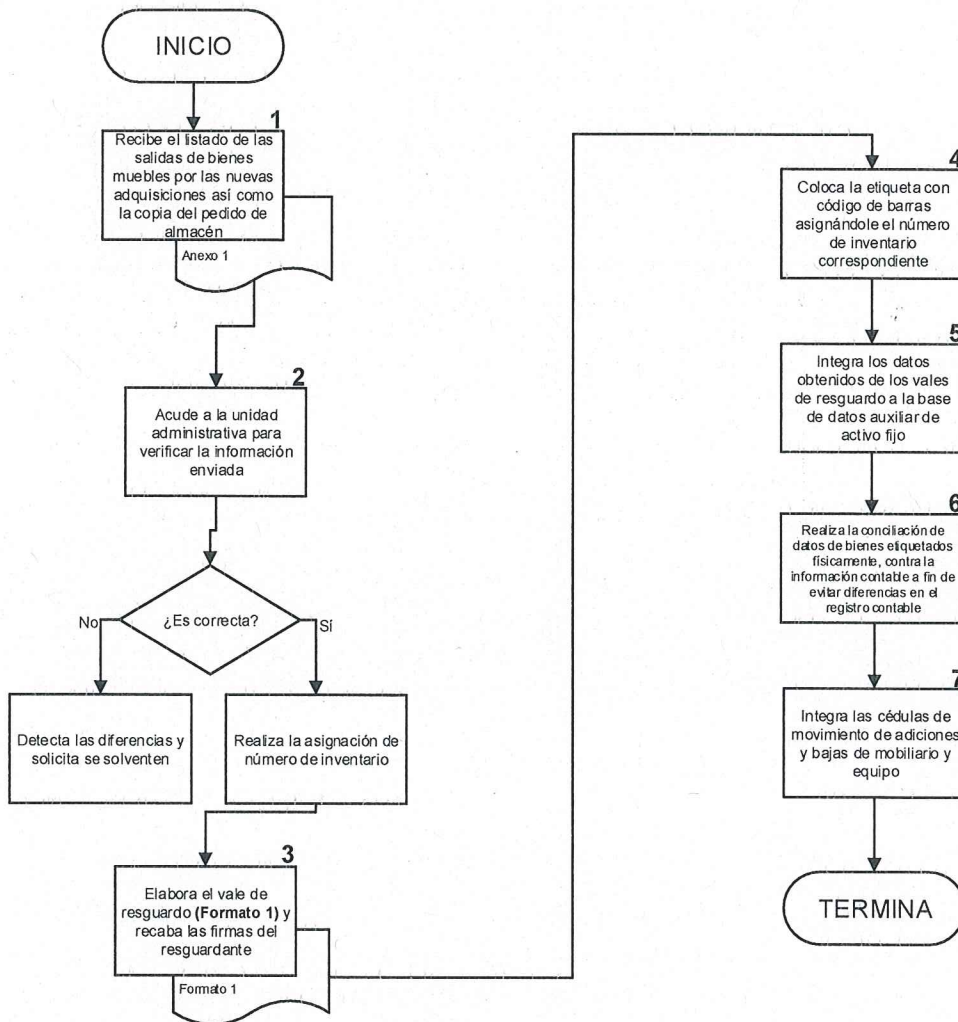 INICIO
1
Recibe el listado de las
salidas de bienes
muebles por las nuevas
adquisiciones así como
la copia del pedido de
almacén
Anexo 1
2
Acude a la unidad
administrativa para
verificar la información
enviada
¿Es correcta?
No
Sí
Detecta las diferencias y
solicita se solventen
Realiza la asignación de
número de inventario
3
Elabora el vale de
resguardo (Formato 1) y
recaba las firmas del
resguardante
Formato 1
4
Coloca la etiqueta con
código de barras
asignándole el número
de inventario
correspondiente
5
Integra los datos
obtenidos de los vales
de resguardo a la base
de datos auxiliar de
activo fijo
6
Realiza la conciliación de
datos de bienes etiquetados
físicamente, contra la
información contable a fin de
evitar diferencias en el
registro contable
7
Integra las cédulas de
movimiento de adiciones
y bajas de mobiliario y
equipo
TERMINA